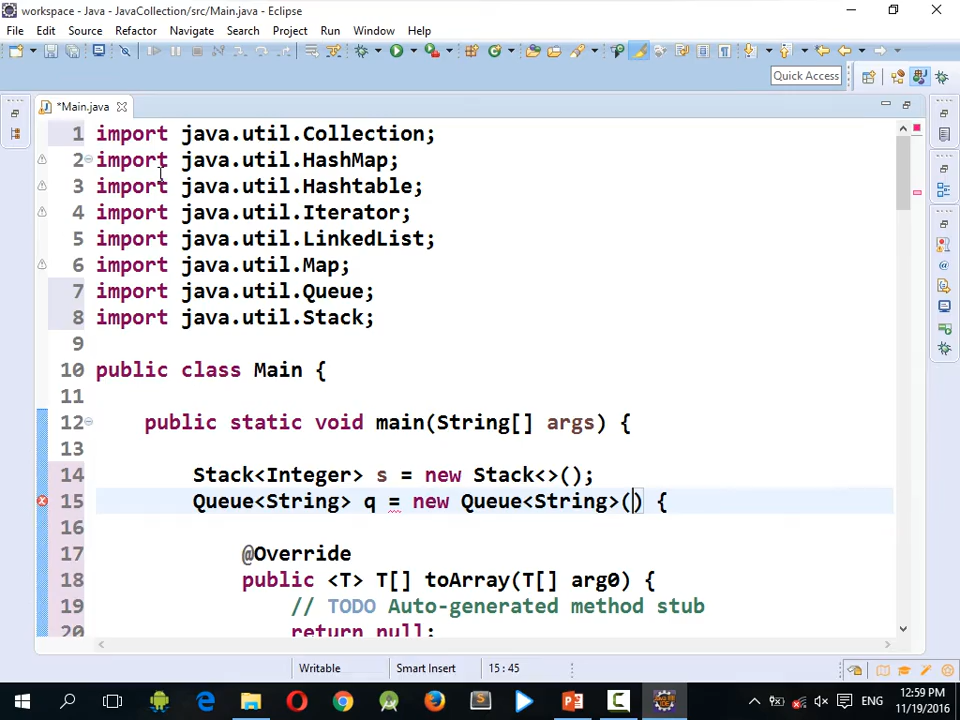 workspace - Java - JavaCollection/src/Main.java - Eclipse
File Edit Source Refactor Navigate Search Project Run Window Help
Quick Access
*Main.java
1 import java.util.Collection;
2 import java.util.HashMap;
3 import java.util.Hashtable;
4 import java.util.Iterator;
5 import java.util.LinkedList;
6 import java.util.Map;
7 import java.util.Queue;
8 import java.util.Stack;
9
10 public class Main {
11
12 public static void main(String[] args) {
13
14 Stack<Integer> s = new Stack<>();
15 Queue<String> q = new Queue<String>() {
16
17 @Override
18 public <T> T[] toArray(T[] arg0) {
19 // TODO Auto-generated method stub
20 return null;
Writable Smart Insert 15 : 45
ENG
12:59 PM
11/19/2016